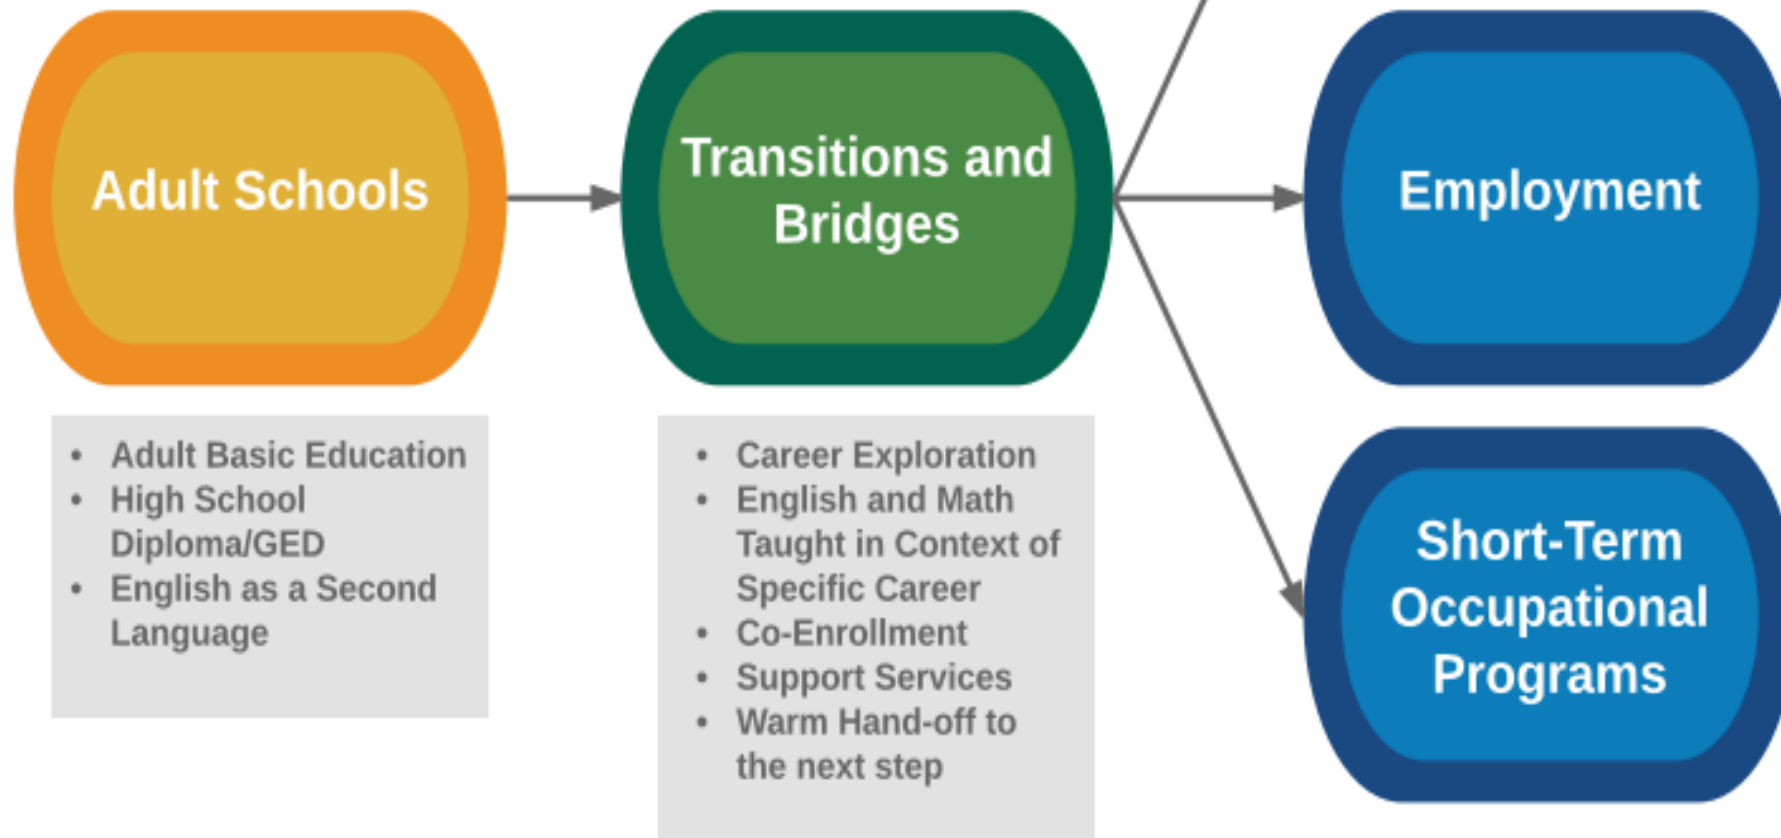 Adult Schools
Transitions and
Bridges
Employment
• Adult Basic Education
• High School
Diploma/GED
• English as a Second
Language
• Career Exploration
• English and Math
Taught in Context of
Specific Career
• Co-Enrollment
• Support Services
• Warm Hand-off to
the next step
Short-Term
Occupational
Programs